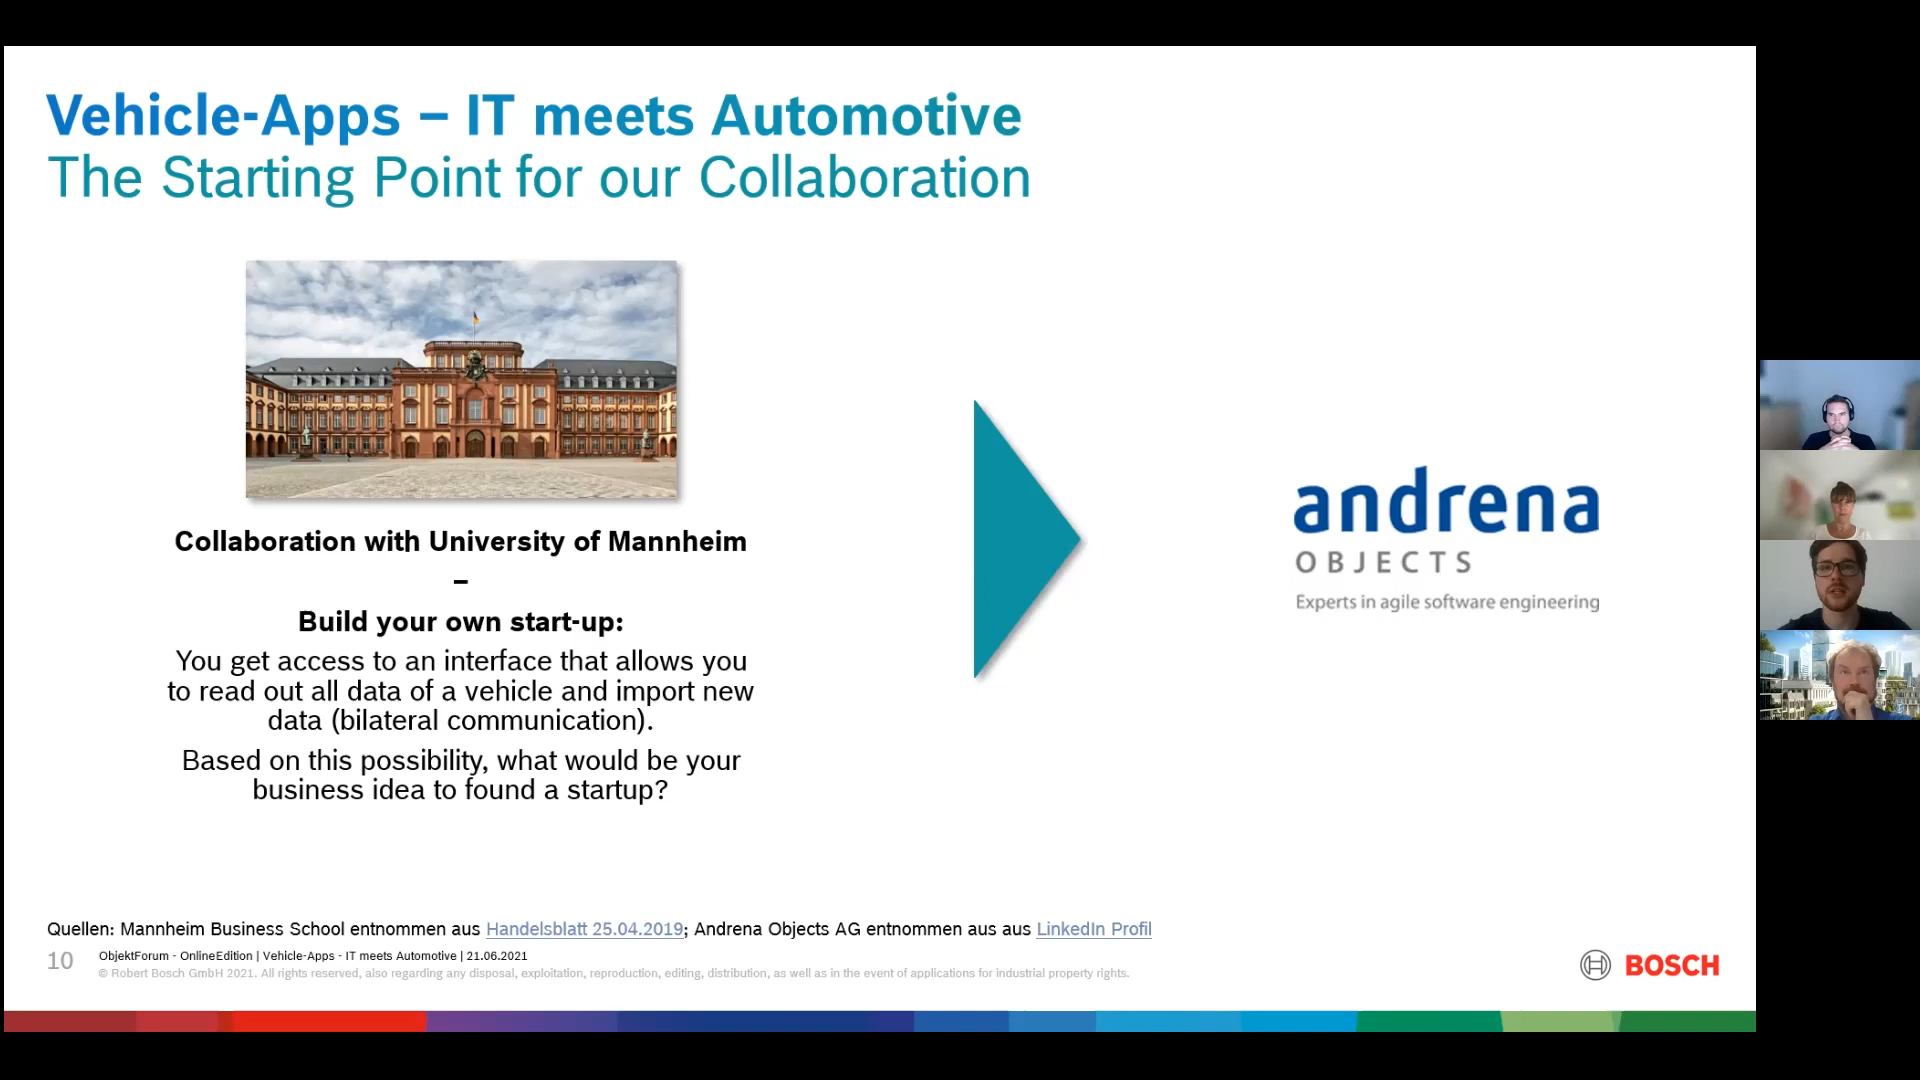 Vehicle-Apps – IT meets Automotive
The Starting Point for our Collaboration
Collaboration with University of Mannheim
–
Build your own start-up:
You get access to an interface that allows you
to read out all data of a vehicle and import new
data (bilateral communication).
Based on this possibility, what would be your
business idea to found a startup?
andrena
OBJECTS
Experts in agile software engineering
Quellen: Mannheim Business School entnommen aus Handelsblatt 25.04.2019; Andrena Objects AG entnommen aus aus LinkedIn Profil
10
ObjektForum - OnlineEdition | Vehicle-Apps - IT meets Automotive | 21.06.2021
© Robert Bosch GmbH 2021. All rights reserved, also regarding any disposal, exploitation, reproduction, editing, distribution, as well as in the event of applications for industrial property rights.
BOSCH